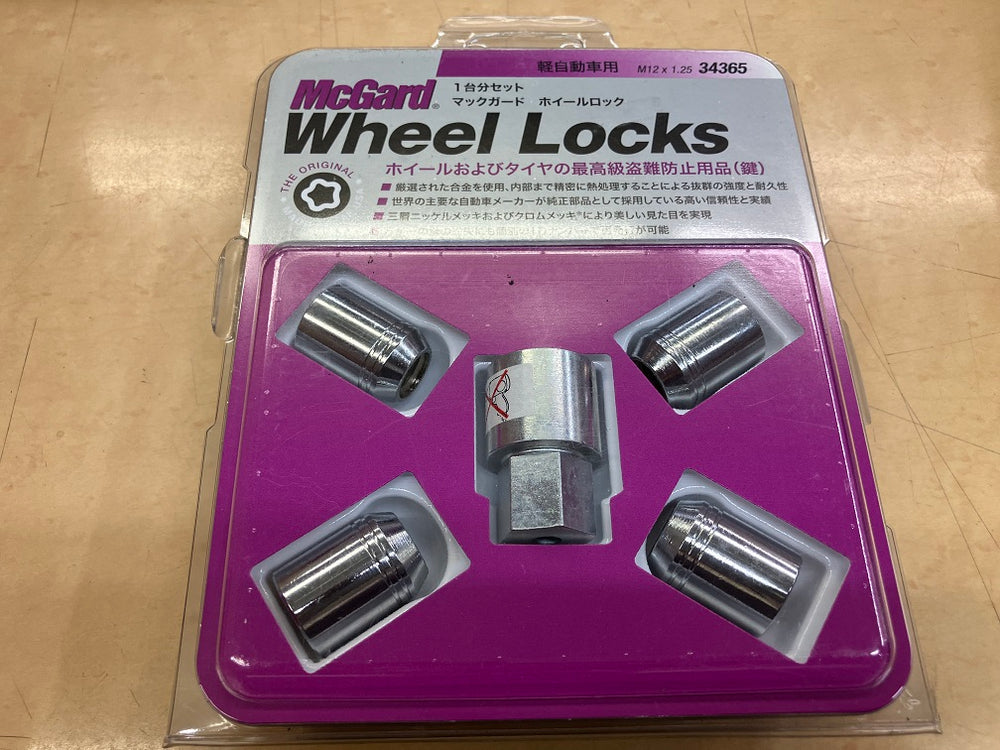 軽自動車用 M12 x 1.25 34365
McGard® 1台分セット
マックガード ホイールロック
Wheel Locks
ホイールおよびタイヤの最高級盗難防止用品(鍵)
THE ORIGINAL
■ 厳選された合金を使用、内部まで精密に熱処理することによる抜群の強度と耐久性
■ 世界の主要な自動車メーカーが純正部品として採用している高い信頼性と実績
■ 三層ニッケルメッキおよびクロムメッキ®により美しい見た目を実現
が可能